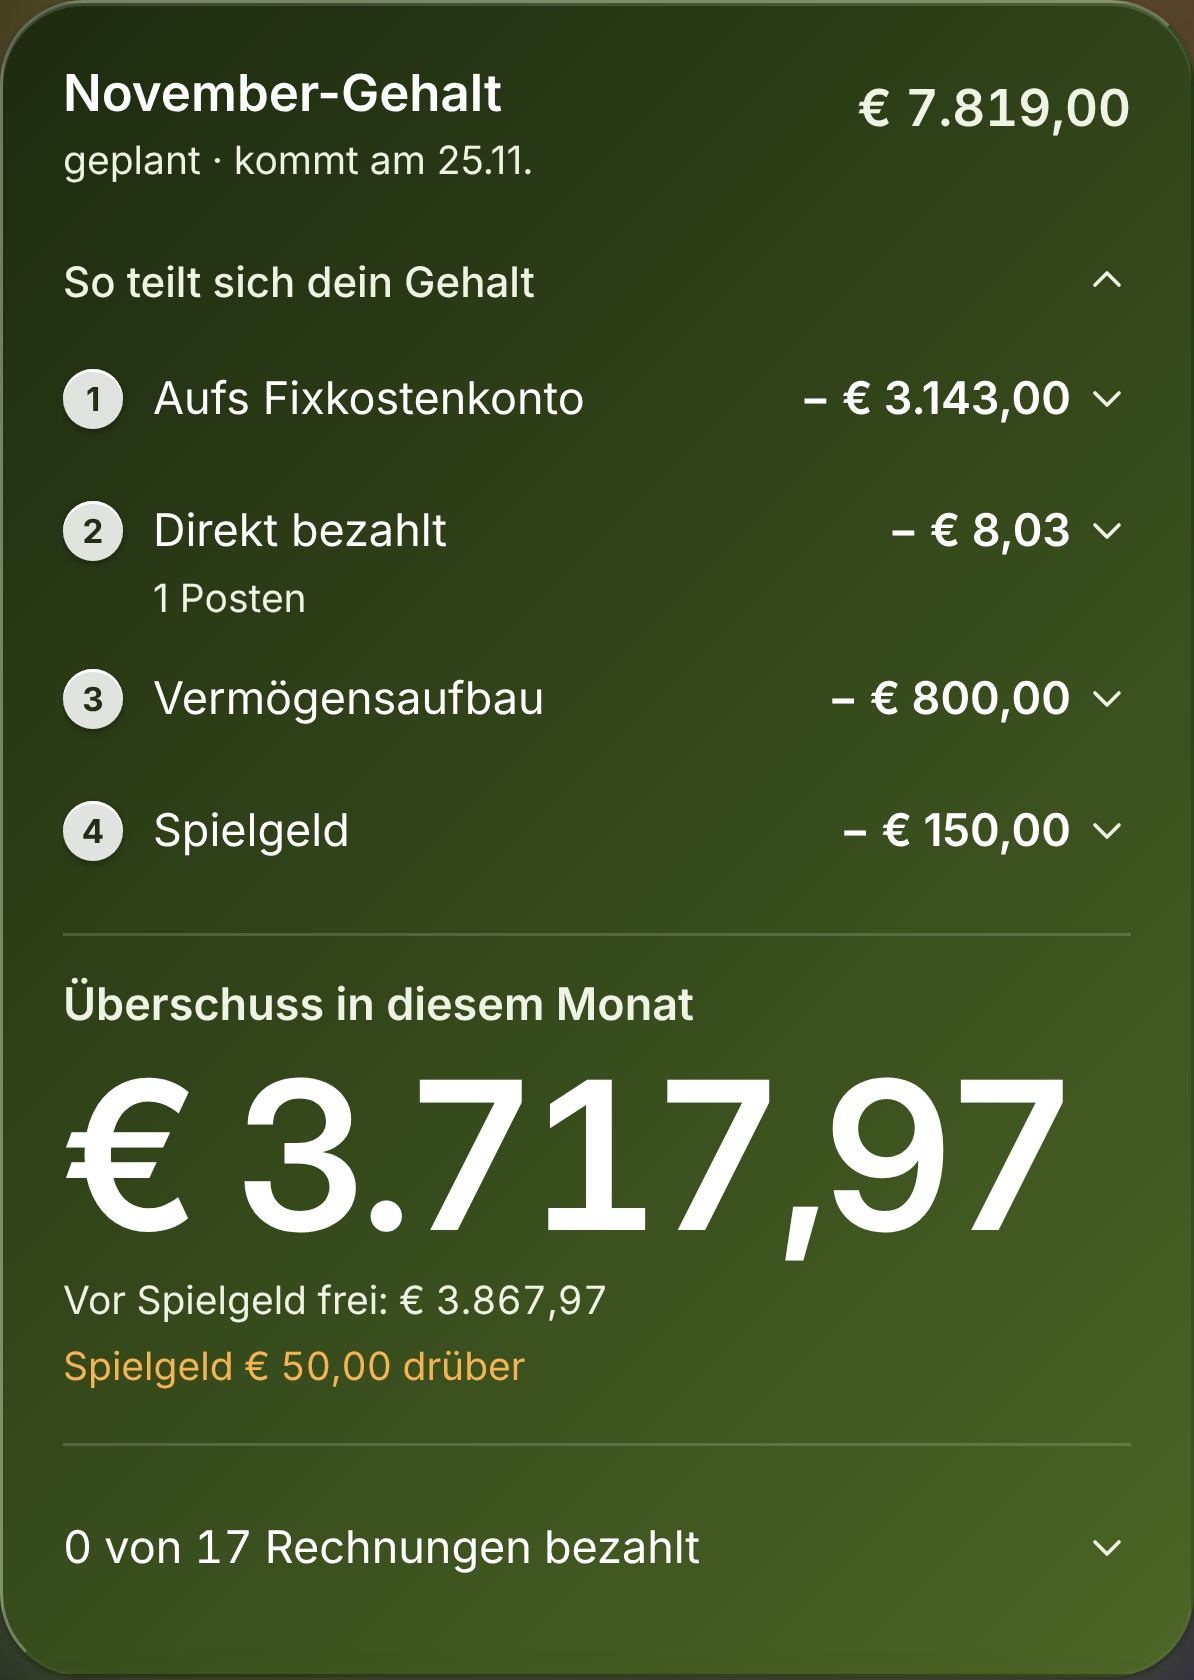 November-Gehalt
€ 7.819,00
geplant · kommt am 25.11.
So teilt sich dein Gehalt
1 Aufs Fixkostenkonto – € 3.143,00
2 Direkt bezahlt – € 8,03
1 Posten
3 Vermögensaufbau – € 800,00
4 Spielgeld – € 150,00
Überschuss in diesem Monat
€ 3.717,97
Vor Spielgeld frei: € 3.867,97
Spielgeld € 50,00 drüber
0 von 17 Rechnungen bezahlt